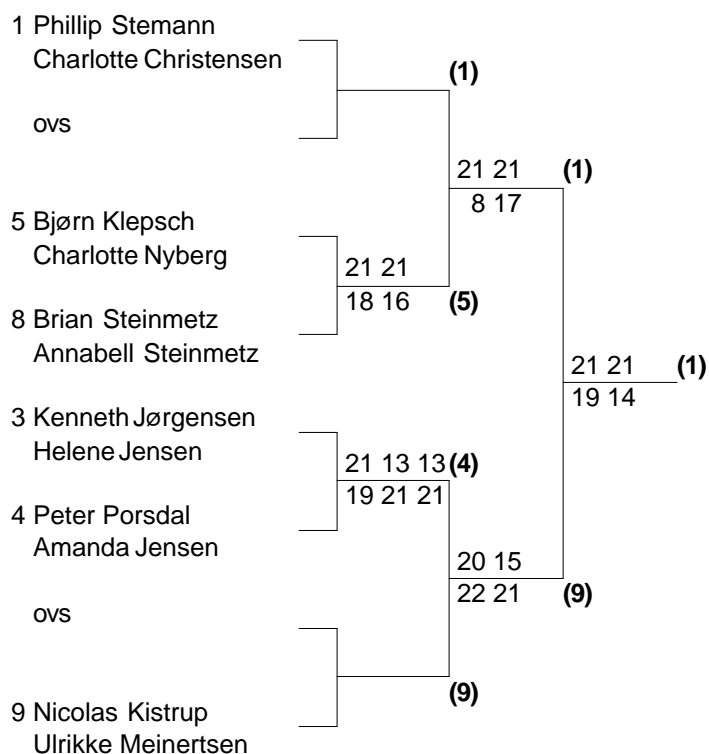 1 Phillip Stemann
Charlotte Christensen
(1)
ovs
21 21 (1)
8 17
5 Bjørn Klepsch
Charlotte Nyberg
21 21
18 16 (5)
8 Brian Steinmetz
Annabell Steinmetz
21 21 (1)
19 14
3 Kenneth Jørgensen
Helene Jensen
21 13 13 (4)
19 21 21
4 Peter Porsdal
Amanda Jensen
20 15
22 21 (9)
ovs
(9)
9 Nicolas Kistrup
Ulrikke Meinertsen